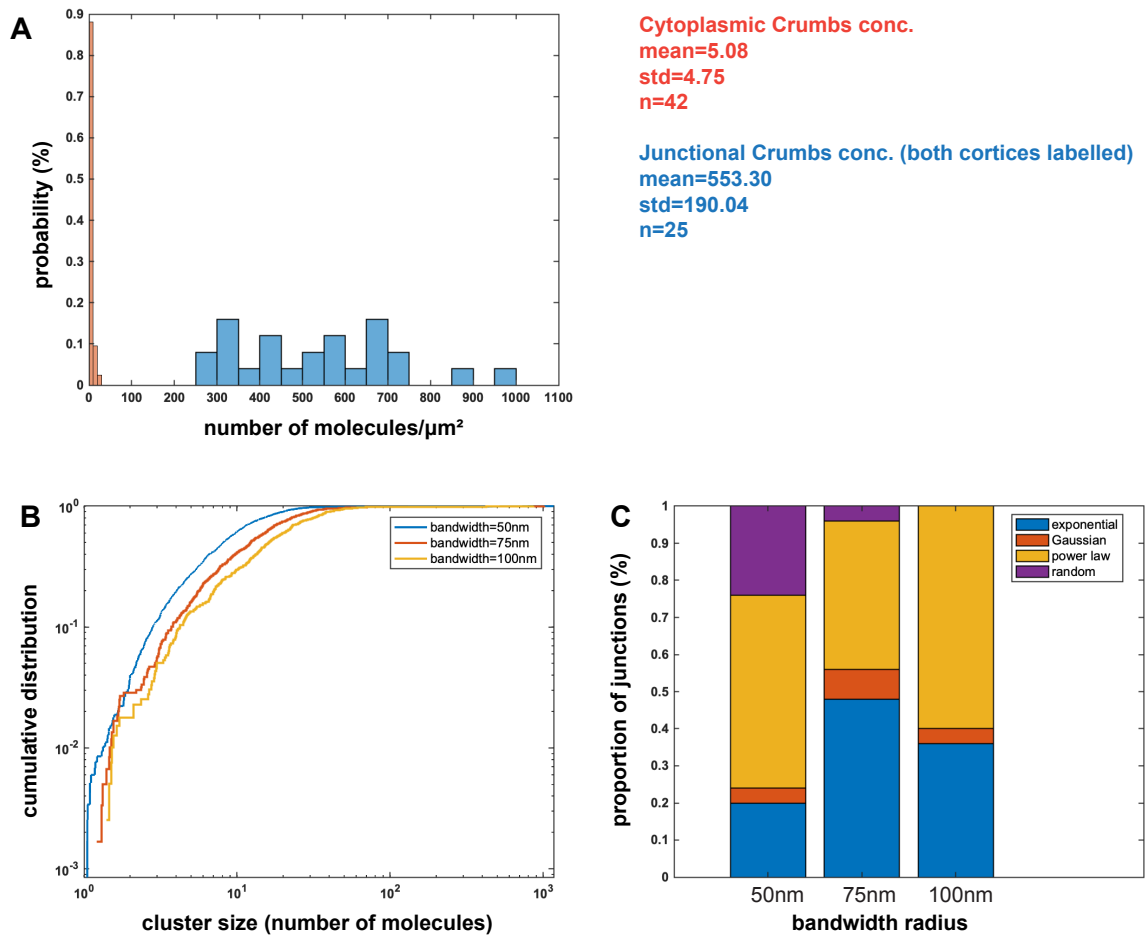 A
0.9
0.8
0.7
0.6
0.5
0.4
0.3
0.2
0.1
0
probability (%)
0 100 200 300 400 500 600 700 800 900 1000 1100
number of molecules/µm²
Cytoplasmic Crumbs conc.
mean=5.08
std=4.75
n=42
Junctional Crumbs conc. (both cortices labelled)
mean=553.30
std=190.04
n=25
B
10⁰
10⁻¹
10⁻²
10⁻³
cumulative distribution
bandwidth=50nm
bandwidth=75nm
bandwidth=100nm
10⁰ 10¹ 10² 10³
cluster size (number of molecules)
C
1
0.9
0.8
0.7
0.6
0.5
0.4
0.3
0.2
0.1
0
proportion of junctions (%)
exponential
Gaussian
power law
random
50nm 75nm 100nm
bandwidth radius